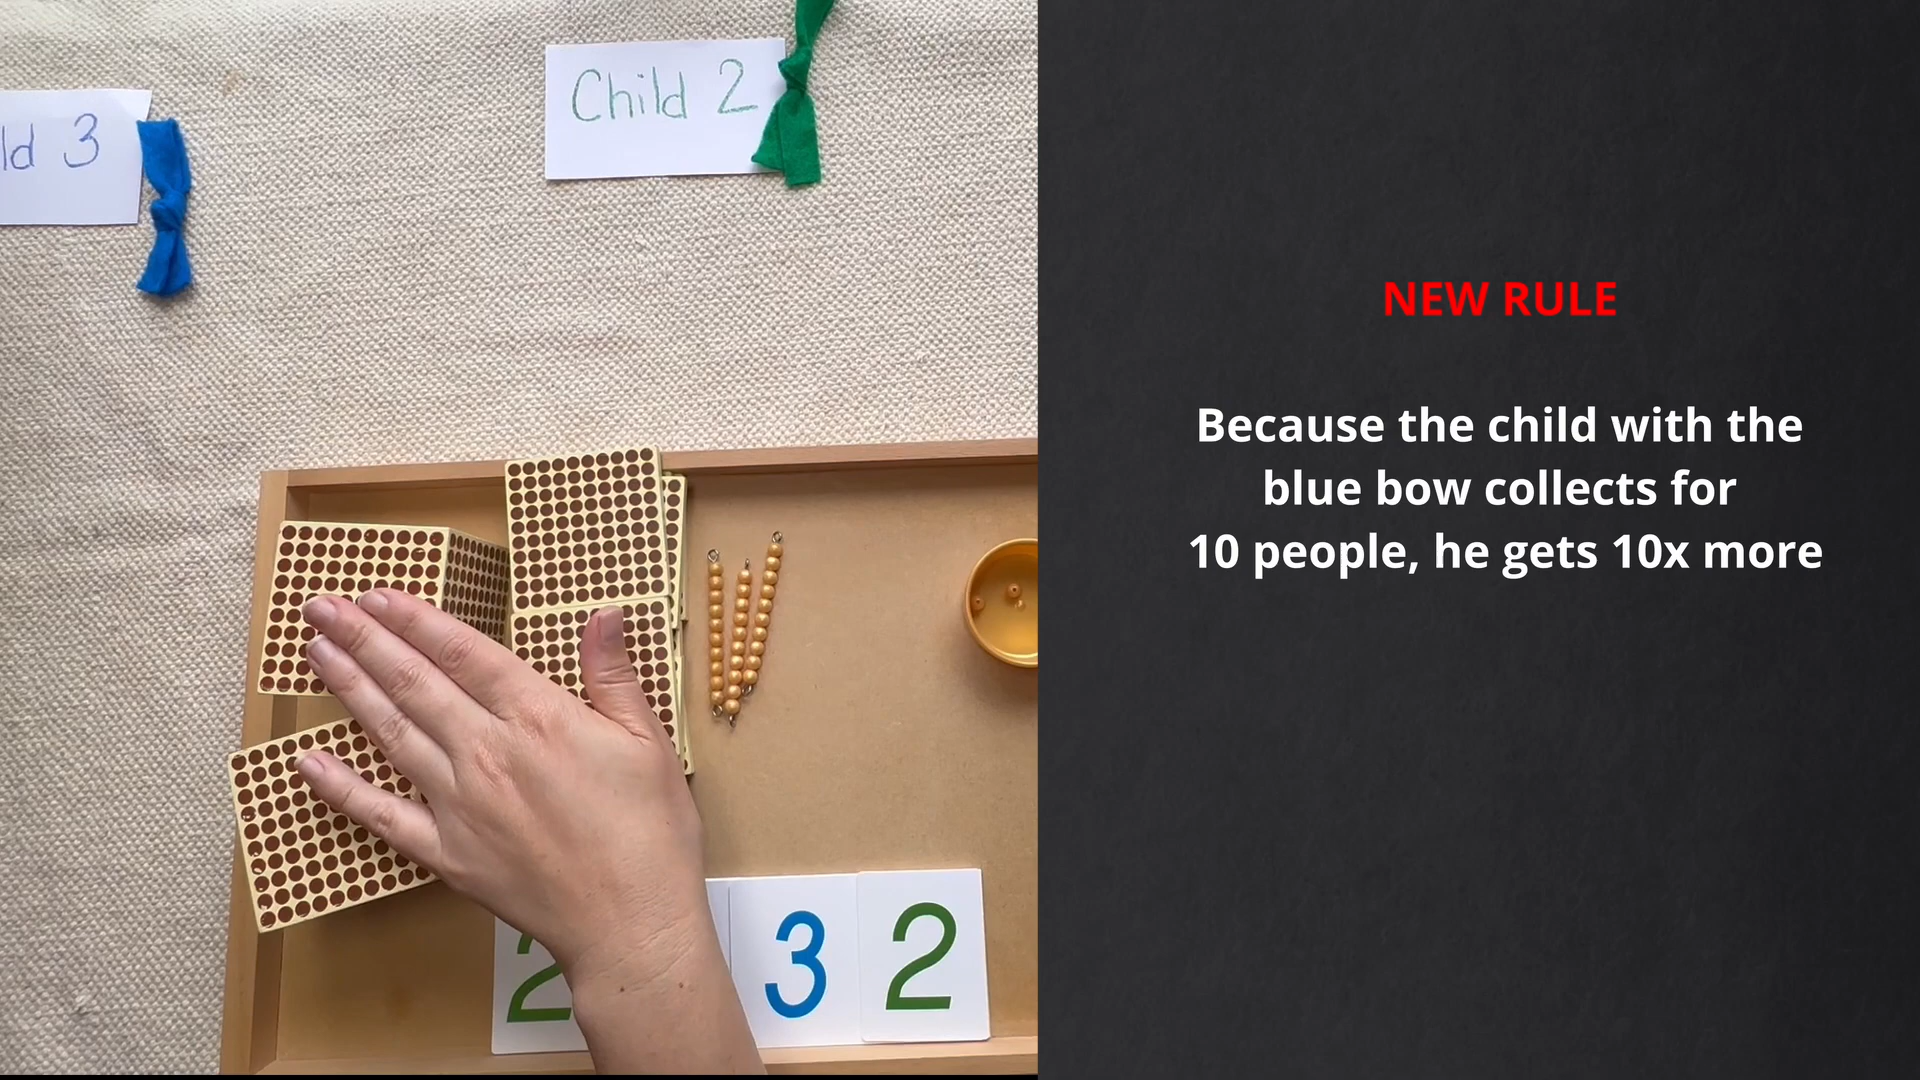 Child 2
ld 3
2 3 2
NEW RULE
Because the child with the
blue bow collects for
10 people, he gets 10x more